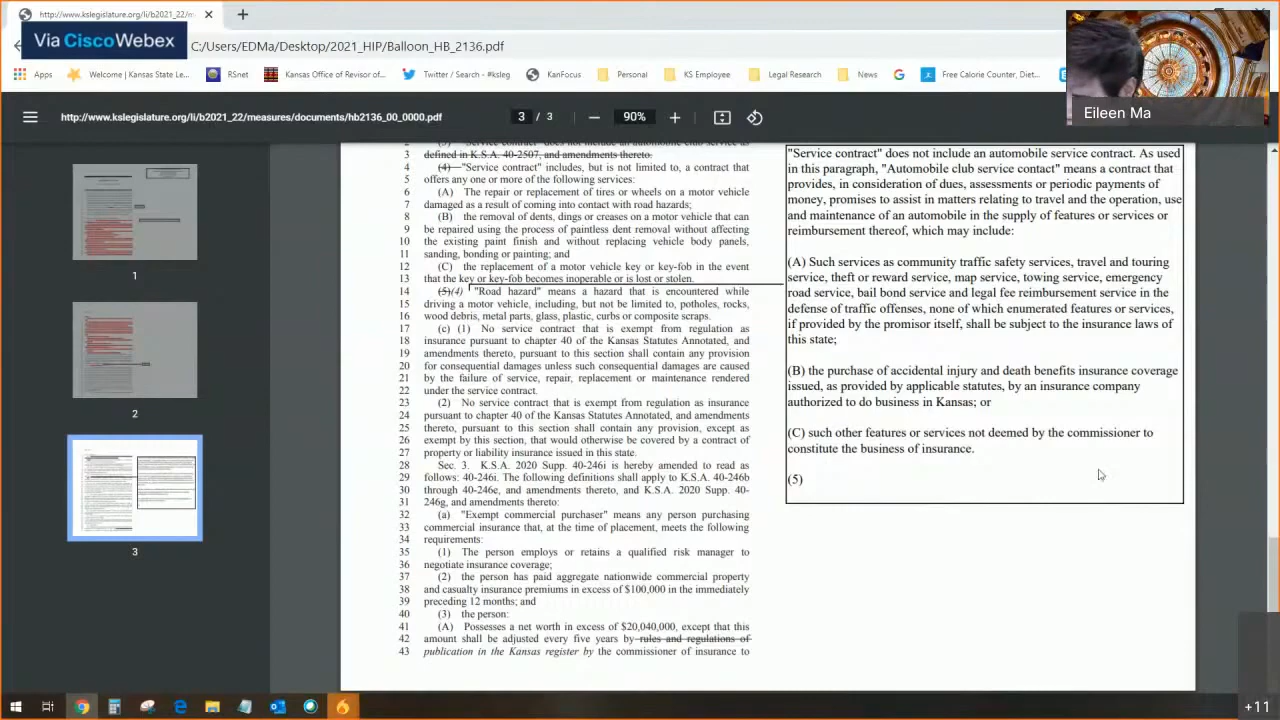 http://www.kslegislature.org/li/b2021_22/m
Via Cisco Webex
C:/Users/EDMa/Desktop/2021_HIP/Balloon_HB_2136.pdf
Apps
Welcome | Kansas State Le...
RSnet
Kansas Office of Revisor of...
Twitter / Search - #ksleg
KanFocus
Personal
KS Employee
Legal Research
News
Free Calorie Counter, Diet...
Eileen Ma
http://www.kslegislature.org/li/b2021_22/measures/documents/hb2136_00_0000.pdf
3 / 3
90%
1
2
3
2 (3) "Service contract" does not include an automobile club service as
3 defined in K.S.A. 40-2507, and amendments thereto.
4 (4) "Service contract" includes, but is not limited to, a contract that
5 offers any one or more of the following services:
6 (A) The repair or replacement of tires or wheels on a motor vehicle
7 damaged as a result of coming into contact with road hazards;
8 (B) the removal of dents, dings or creases on a motor vehicle that can
9 be repaired using the process of paintless dent removal without affecting
10 the existing paint finish and without replacing vehicle body panels,
11 sanding, bonding or painting; and
12 (C) the replacement of a motor vehicle key or key-fob in the event
13 that the key or key-fob becomes inoperable or is lost or stolen.
14 (5)(4) "Road hazard" means a hazard that is encountered while
15 driving a motor vehicle, including, but not be limited to, potholes, rocks,
16 wood debris, metal parts, glass, plastic, curbs or composite scraps.
17 (c) (1) No service contract that is exempt from regulation as
18 insurance pursuant to chapter 40 of the Kansas Statutes Annotated, and
19 amendments thereto, pursuant to this section shall contain any provision
20 for consequential damages unless such consequential damages are caused
21 by the failure of service, repair, replacement or maintenance rendered
22 under the service contract.
23 (2) No service contract that is exempt from regulation as insurance
24 pursuant to chapter 40 of the Kansas Statutes Annotated, and amendments
25 thereto, pursuant to this section shall contain any provision, except as
26 exempt by this section, that would otherwise be covered by a contract of
27 property or liability insurance issued in this state.
28 Sec. 3. K.S.A. 2020 Supp. 40-246i is hereby amended to read as
29 follows: 40-246i. The following definitions shall apply to K.S.A. 40-246b
30 through 40-246e, and amendments thereto, and K.S.A. 2020 Supp. 40-
31 246g, and amendments thereto:
32 (a) "Exempt commercial purchaser" means any person purchasing
33 commercial insurance that, at the time of placement, meets the following
34 requirements:
35 (1) The person employs or retains a qualified risk manager to
36 negotiate insurance coverage;
37 (2) the person has paid aggregate nationwide commercial property
38 and casualty insurance premiums in excess of $100,000 in the immediately
39 preceding 12 months; and
40 (3) the person:
41 (A) Possesses a net worth in excess of $20,040,000, except that this
42 amount shall be adjusted every five years by rules and regulations of
43 publication in the Kansas register by the commissioner of insurance to
"Service contract" does not include an automobile service contract. As used
in this paragraph, "Automobile club service contact" means a contract that
provides, in consideration of dues, assessments or periodic payments of
money, promises to assist in matters relating to travel and the operation, use
and maintenance of an automobile in the supply of features or services or
reimbursement thereof, which may include:
(A) Such services as community traffic safety services, travel and touring
service, theft or reward service, map service, towing service, emergency
road service, bail bond service and legal fee reimbursement service in the
defense of traffic offenses, none of which enumerated features or services,
if provided by the promisor itself, shall be subject to the insurance laws of
this state;
(B) the purchase of accidental injury and death benefits insurance coverage
issued, as provided by applicable statutes, by an insurance company
authorized to do business in Kansas; or
(C) such other features or services not deemed by the commissioner to
constitute the business of insurance.
(5)
+11